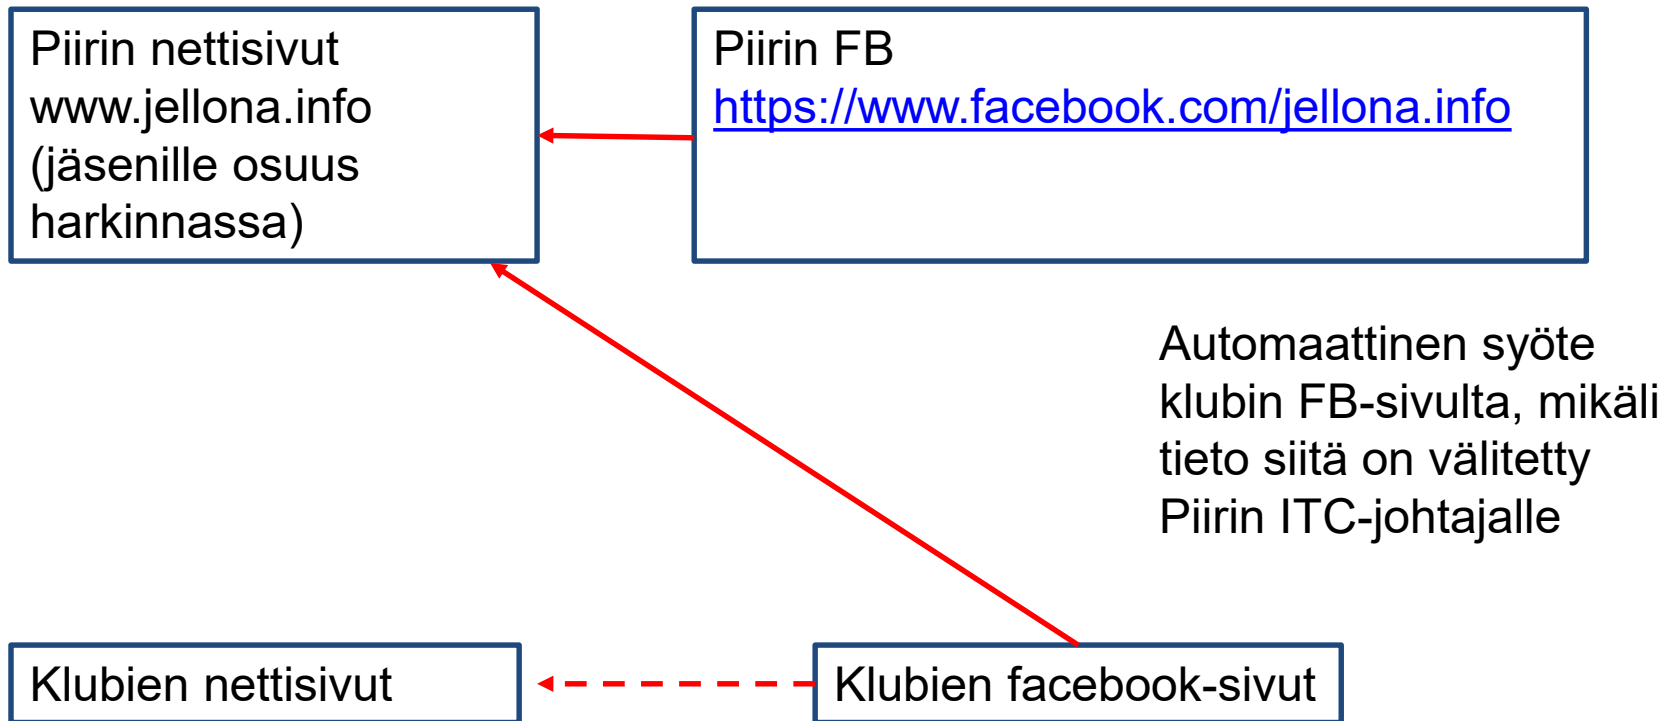 Piirin nettisivut
www.jellona.info
(jäsenille osuus
harkinnassa)
Piirin FB
https://www.facebook.com/jellona.info
Automaattinen syöte
klubin FB-sivulta, mikäli
tieto siitä on välitetty
Piirin ITC-johtajalle
Klubien nettisivut
Klubien facebook-sivut